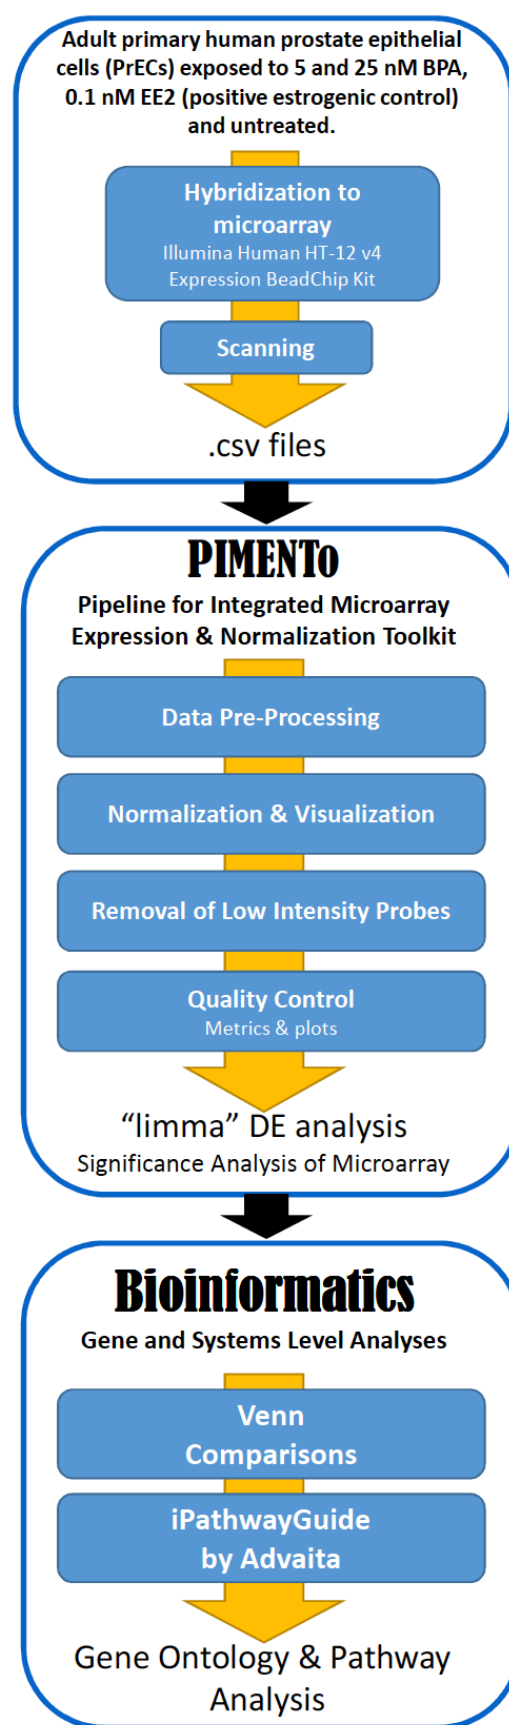 Adult primary human prostate epithelial
cells (PrECs) exposed to 5 and 25 nM BPA,
0.1 nM EE2 (positive estrogenic control)
and untreated.
Hybridization to
microarray
Illumina Human HT-12 v4
Expression BeadChip Kit
Scanning
.csv files
PIMENTo
Pipeline for Integrated Microarray
Expression & Normalization Toolkit
Data Pre-Processing
Normalization & Visualization
Removal of Low Intensity Probes
Quality Control
Metrics & plots
“limma” DE analysis
Significance Analysis of Microarray
Bioinformatics
Gene and Systems Level Analyses
Venn
Comparisons
iPathwayGuide
by Advaita
Gene Ontology & Pathway
Analysis